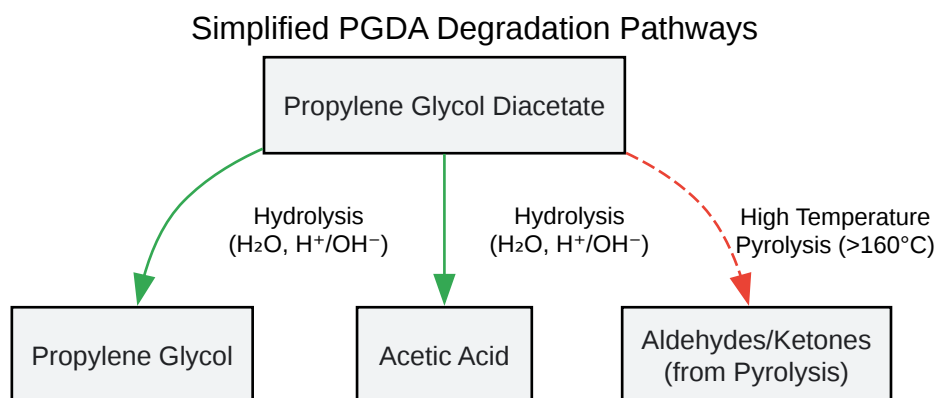 Simplified PGDA Degradation Pathways
Propylene Glycol Diacetate
Hydrolysis
(H₂O, H⁺/OH⁻)
Hydrolysis
(H₂O, H⁺/OH⁻)
High Temperature
Pyrolysis (>160°C)
Propylene Glycol
Acetic Acid
Aldehydes/Ketones
(from Pyrolysis)